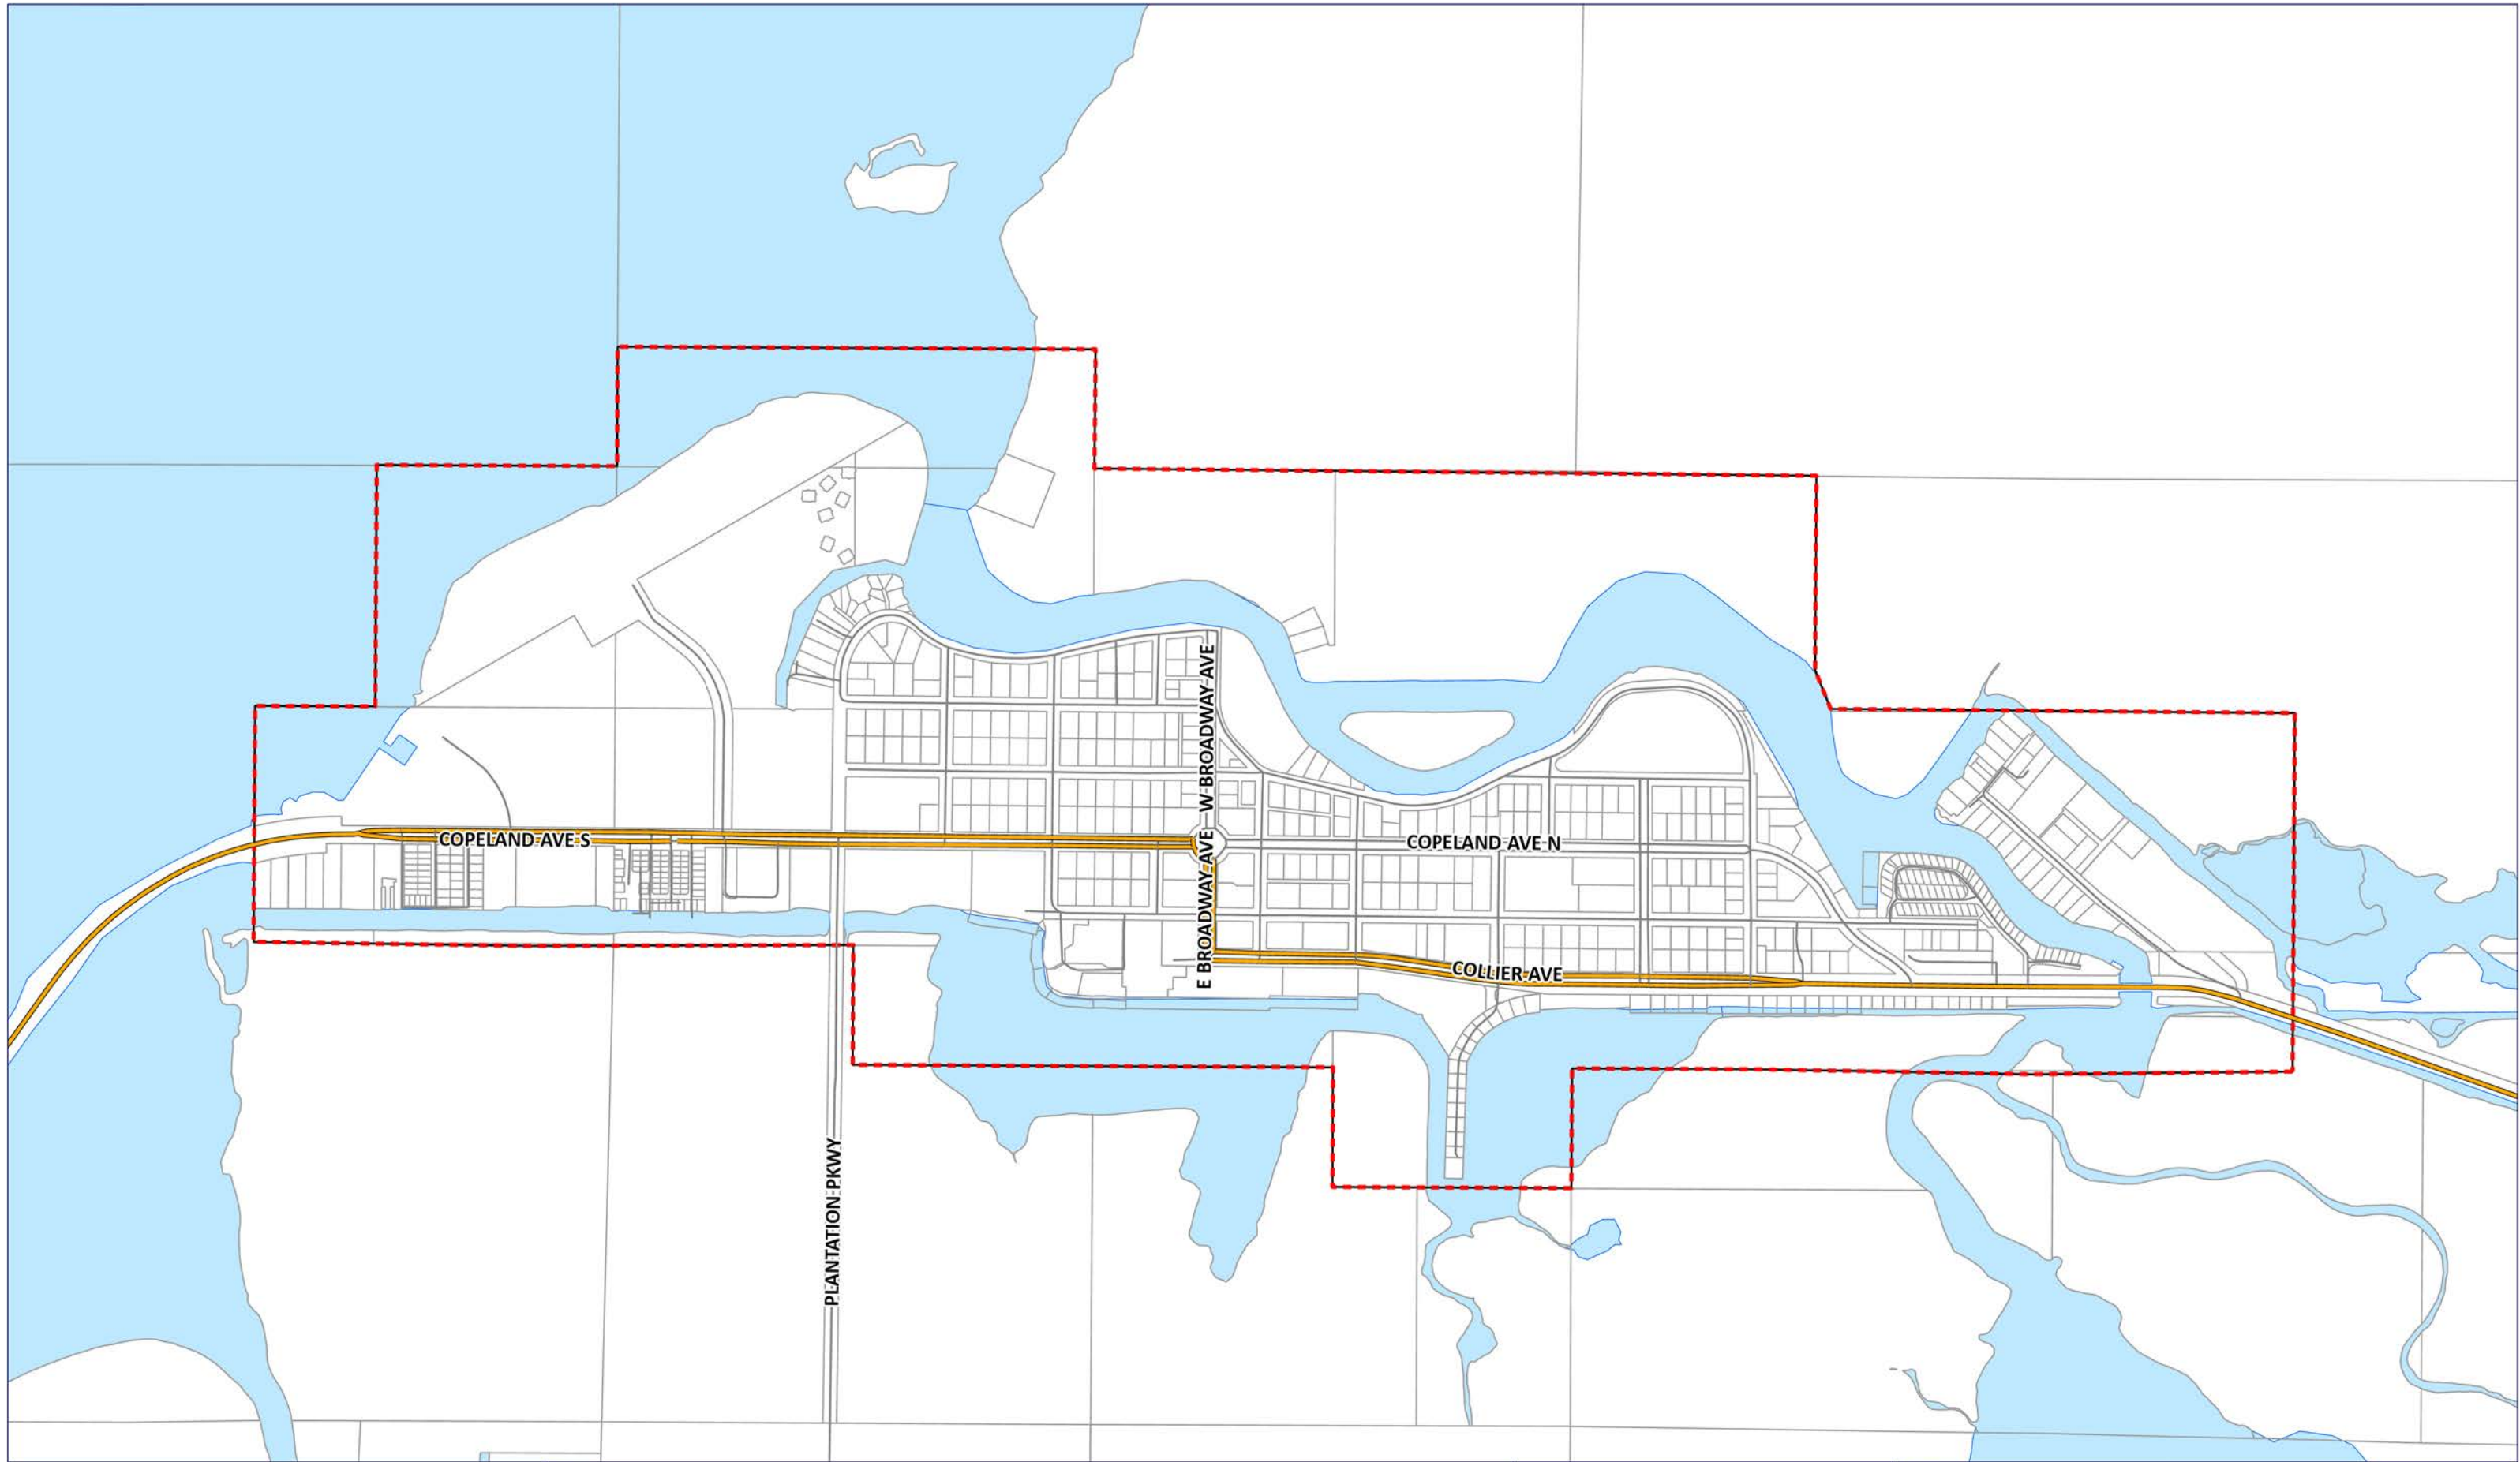 W BROADWAY AVE
COPELAND AVE S
COPELAND AVE N
E BROADWAY AVE
COLLIER AVE
PLANTATION PKWY